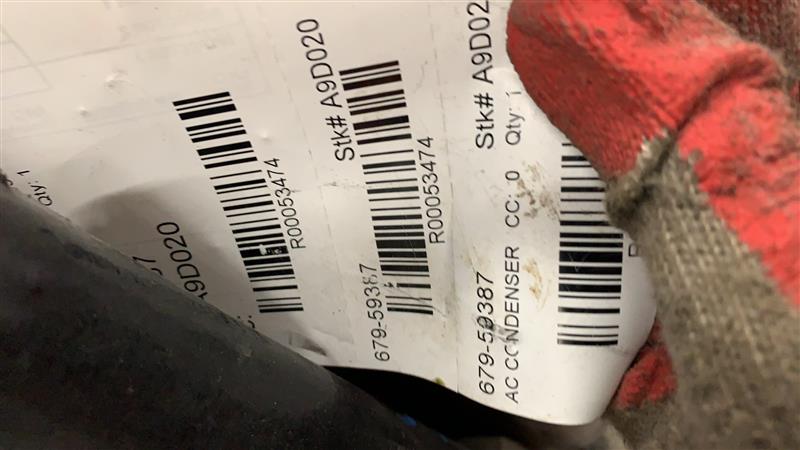 Qty: 1
A9D020
R00053474
Stk# A9D020
R00053474
679-59387
Stk# A9D02
679-59387
AC CONDENSER CC: 0 Qty: 1